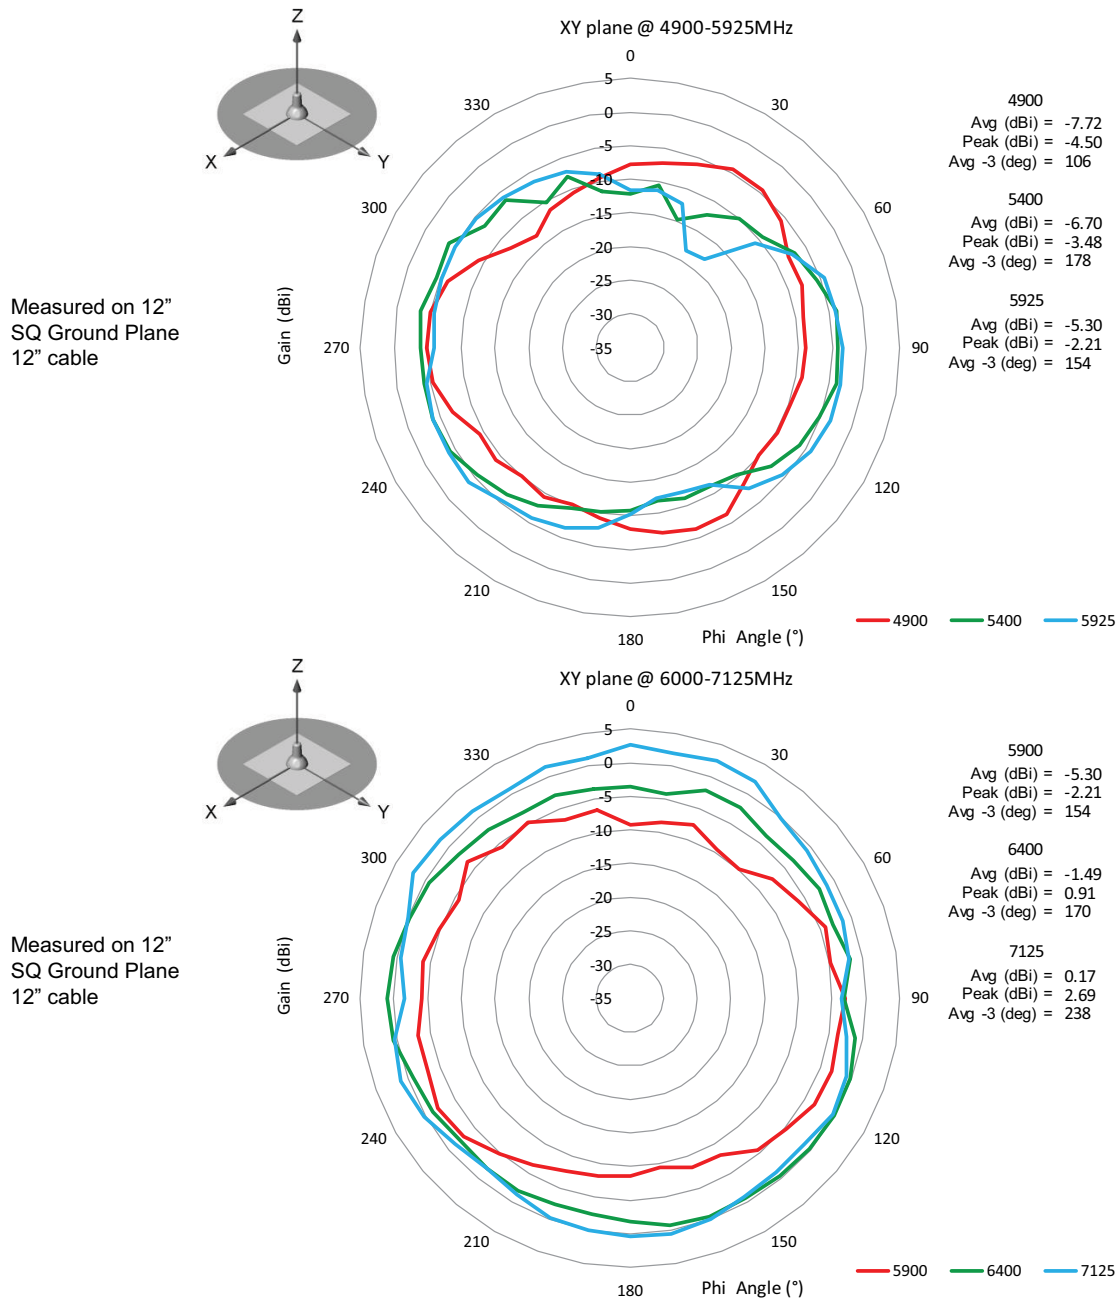 Z
X
Y
XY plane @ 4900-5925MHz
0
30
60
90
120
150
180
210
240
270
300
330
5
0
-5
-10
-15
-20
-25
-30
-35
Gain (dBi)
Phi Angle (°)
Measured on 12”
SQ Ground Plane
12” cable
4900
Avg (dBi) = -7.72
Peak (dBi) = -4.50
Avg -3 (deg) = 106
5400
Avg (dBi) = -6.70
Peak (dBi) = -3.48
Avg -3 (deg) = 178
5925
Avg (dBi) = -5.30
Peak (dBi) = -2.21
Avg -3 (deg) = 154
4900 5400 5925
Z
X
Y
XY plane @ 6000-7125MHz
0
30
60
90
120
150
180
210
240
270
300
330
5
0
-5
-10
-15
-20
-25
-30
-35
Gain (dBi)
Phi Angle (°)
Measured on 12”
SQ Ground Plane
12” cable
5900
Avg (dBi) = -5.30
Peak (dBi) = -2.21
Avg -3 (deg) = 154
6400
Avg (dBi) = -1.49
Peak (dBi) = 0.91
Avg -3 (deg) = 170
7125
Avg (dBi) = 0.17
Peak (dBi) = 2.69
Avg -3 (deg) = 238
5900 6400 7125